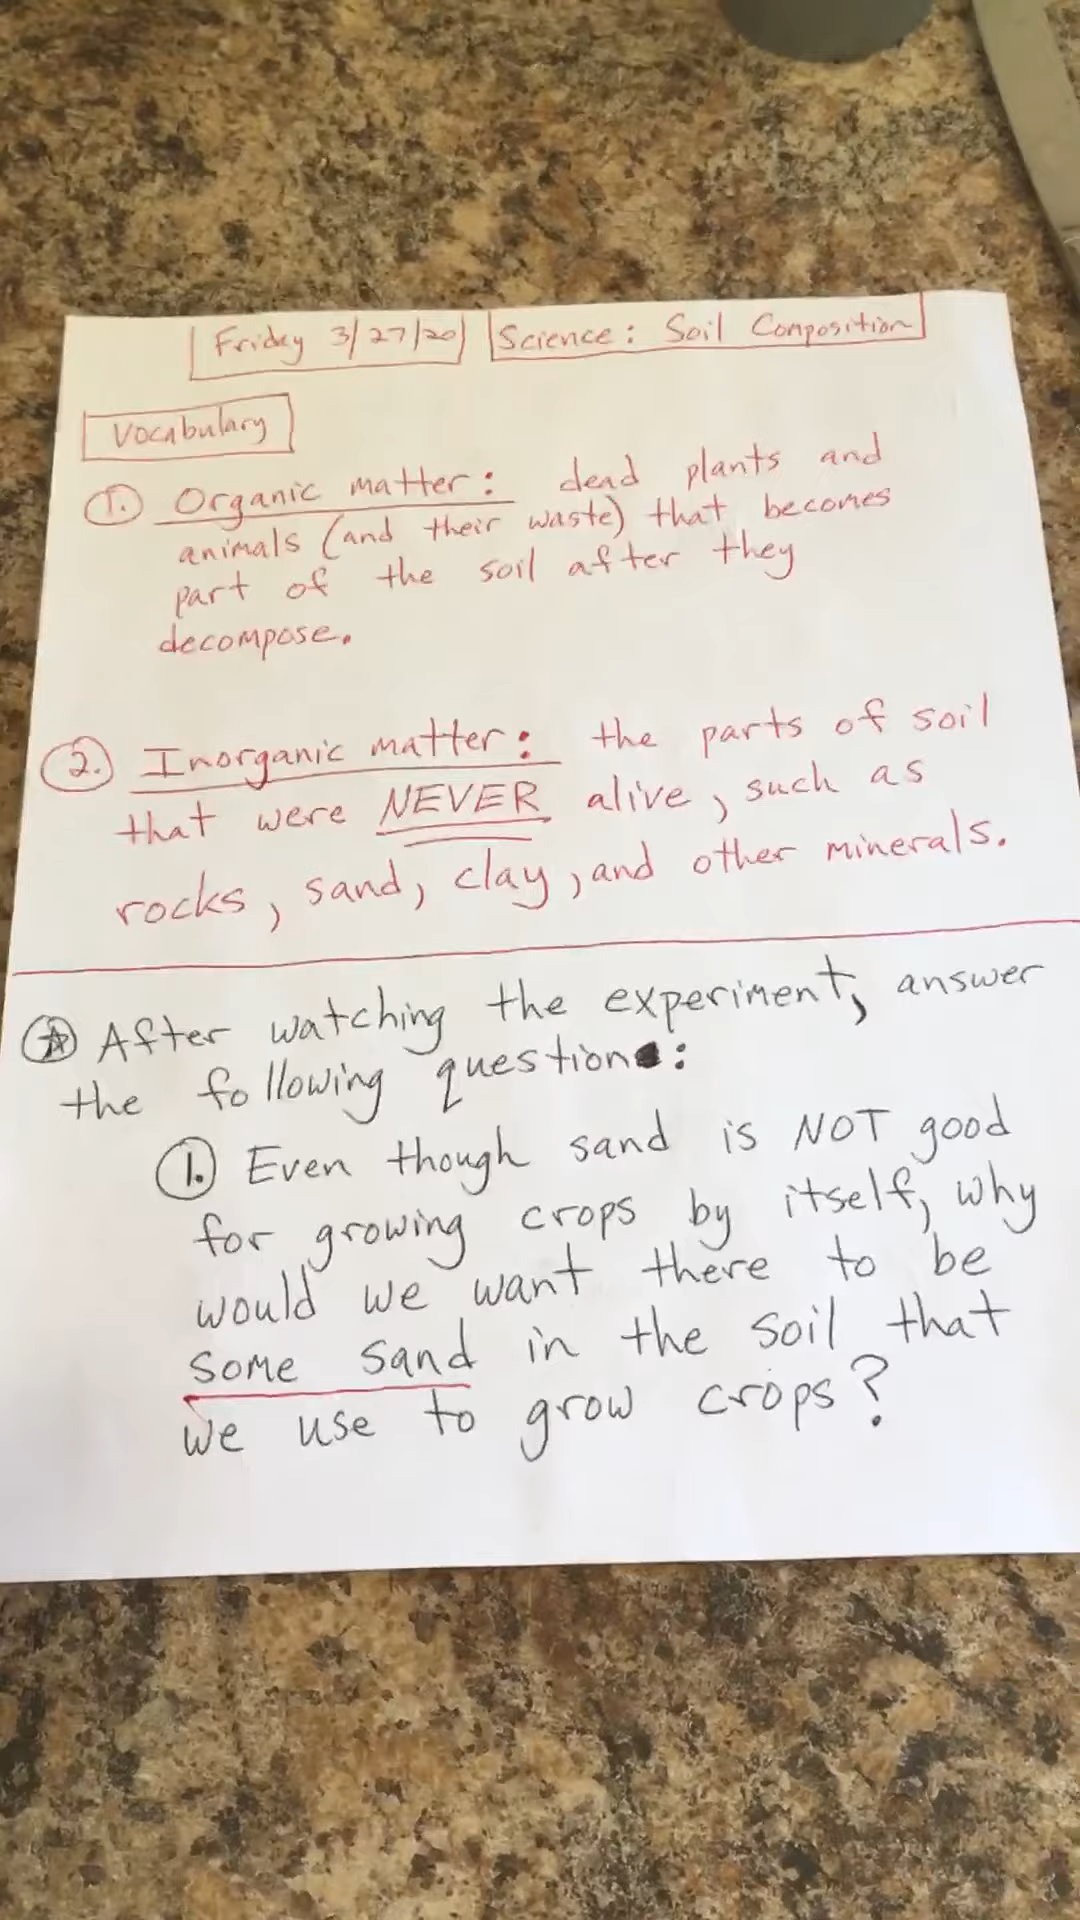 Friday 3/27/20 Science: Soil Composition
Vocabulary
1. Organic matter: dead plants and
animals (and their waste) that becomes
part of the soil after they
decompose.
2. Inorganic matter: the parts of soil
that were NEVER alive, such as
rocks, sand, clay, and other minerals.
After watching the experiment, answer
the following question:
1. Even though sand is NOT good
for growing crops by itself, why
would we want there to be
some sand in the soil that
we use to grow crops?